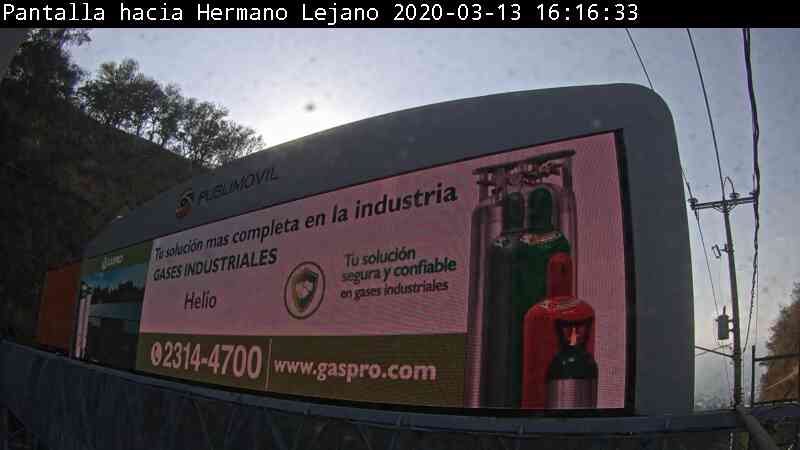 Pantalla hacia Hermano Lejano 2020-03-13 16:16:33
PUBLIMOVIL
GASPRO
Tu solución mas completa en la industria
GASES INDUSTRIALES
Helio
Tu solución
segura y confiable
en gases industriales
2314-4700
www.gaspro.com